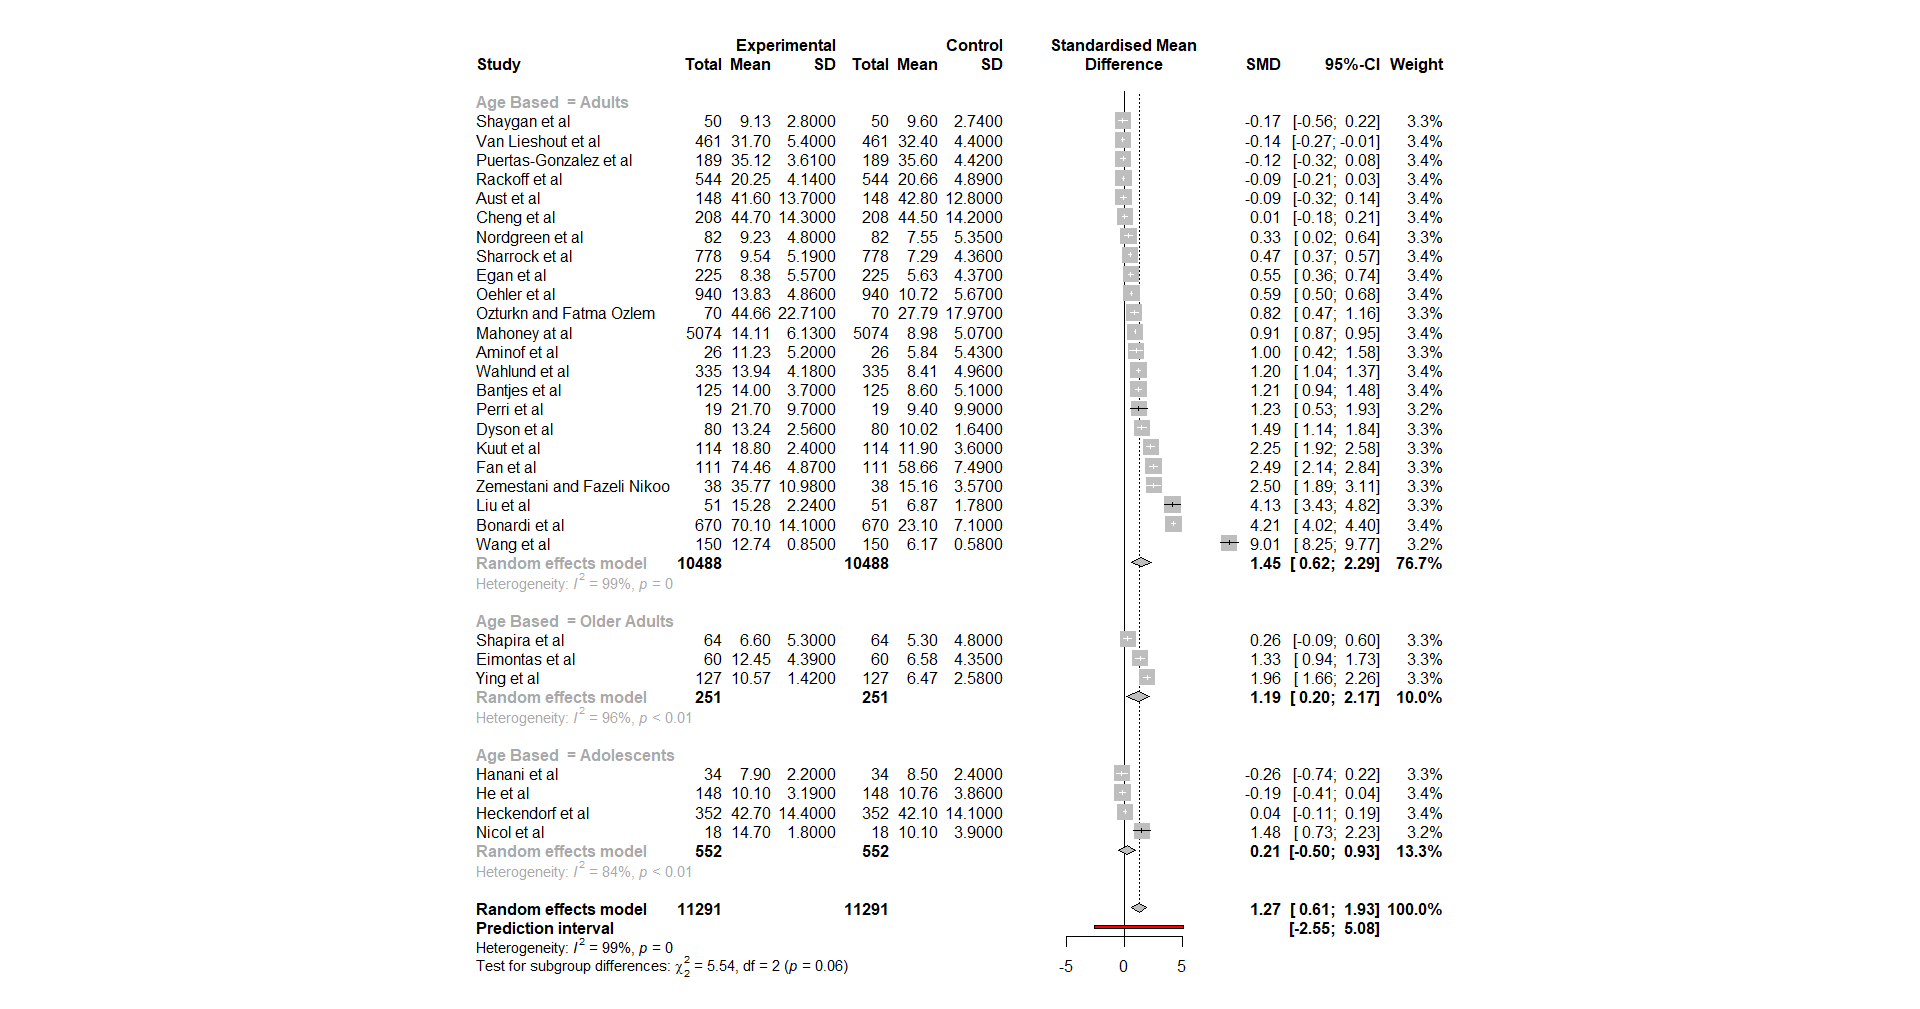 Experimental Control Standardised Mean
Study Total Mean SD Total Mean SD Difference SMD 95%-CI Weight
Age Based = Adults
Shaygan et al 50 9.13 2.8000 50 9.60 2.7400 -0.17 [-0.56; 0.22] 3.3%
Van Lieshout et al 461 31.70 5.4000 461 32.40 4.4000 -0.14 [-0.27; -0.01] 3.4%
Puertas-Gonzalez et al 189 35.12 3.6100 189 35.60 4.4200 -0.12 [-0.32; 0.08] 3.4%
Rackoff et al 544 20.25 4.1400 544 20.66 4.8900 -0.09 [-0.21; 0.03] 3.4%
Aust et al 148 41.60 13.7000 148 42.80 12.8000 -0.09 [-0.32; 0.14] 3.4%
Cheng et al 208 44.70 14.3000 208 44.50 14.2000 0.01 [-0.18; 0.21] 3.4%
Nordgreen et al 82 9.23 4.8000 82 7.55 5.3500 0.33 [ 0.02; 0.64] 3.3%
Sharrock et al 778 9.54 5.1900 778 7.29 4.3600 0.47 [ 0.37; 0.57] 3.4%
Egan et al 225 8.38 5.5700 225 5.63 4.3700 0.55 [ 0.36; 0.74] 3.4%
Oehler et al 940 13.83 4.8600 940 10.72 5.6700 0.59 [ 0.50; 0.68] 3.4%
Ozturkn and Fatma Ozlem 70 44.66 22.7100 70 27.79 17.9700 0.82 [ 0.47; 1.16] 3.3%
Mahoney at al 5074 14.11 6.1300 5074 8.98 5.0700 0.91 [ 0.87; 0.95] 3.4%
Aminof et al 26 11.23 5.2000 26 5.84 5.4300 1.00 [ 0.42; 1.58] 3.3%
Wahlund et al 335 13.94 4.1800 335 8.41 4.9600 1.20 [ 1.04; 1.37] 3.4%
Bantjes et al 125 14.00 3.7000 125 8.60 5.1000 1.21 [ 0.94; 1.48] 3.4%
Perri et al 19 21.70 9.7000 19 9.40 9.9000 1.23 [ 0.53; 1.93] 3.2%
Dyson et al 80 13.24 2.5600 80 10.02 1.6400 1.49 [ 1.14; 1.84] 3.3%
Kuut et al 114 18.80 2.4000 114 11.90 3.6000 2.25 [ 1.92; 2.58] 3.3%
Fan et al 111 74.46 4.8700 111 58.66 7.4900 2.49 [ 2.14; 2.84] 3.3%
Zemestani and Fazeli Nikoo 38 35.77 10.9800 38 15.16 3.5700 2.50 [ 1.89; 3.11] 3.3%
Liu et al 51 15.28 2.2400 51 6.87 1.7800 4.13 [ 3.43; 4.82] 3.3%
Bonardi et al 670 70.10 14.1000 670 23.10 7.1000 4.21 [ 4.02; 4.40] 3.4%
Wang et al 150 12.74 0.8500 150 6.17 0.5800 9.01 [ 8.25; 9.77] 3.2%
Random effects model 10488 10488 1.45 [ 0.62; 2.29] 76.7%
Heterogeneity: I² = 99%, p = 0
Age Based = Older Adults
Shapira et al 64 6.60 5.3000 64 5.30 4.8000 0.26 [-0.09; 0.60] 3.3%
Eimontas et al 60 12.45 4.3900 60 6.58 4.3500 1.33 [ 0.94; 1.73] 3.3%
Ying et al 127 10.57 1.4200 127 6.47 2.5800 1.96 [ 1.66; 2.26] 3.3%
Random effects model 251 251 1.19 [ 0.20; 2.17] 10.0%
Heterogeneity: I² = 96%, p < 0.01
Age Based = Adolescents
Hanani et al 34 7.90 2.2000 34 8.50 2.4000 -0.26 [-0.74; 0.22] 3.3%
He et al 148 10.10 3.1900 148 10.76 3.8600 -0.19 [-0.41; 0.04] 3.4%
Heckendorf et al 352 42.70 14.4000 352 42.10 14.1000 0.04 [-0.11; 0.19] 3.4%
Nicol et al 18 14.70 1.8000 18 10.10 3.9000 1.48 [ 0.73; 2.23] 3.2%
Random effects model 552 552 0.21 [-0.50; 0.93] 13.3%
Heterogeneity: I² = 84%, p < 0.01
Random effects model 11291 11291 1.27 [ 0.61; 1.93] 100.0%
Prediction interval [-2.55; 5.08]
Heterogeneity: I² = 99%, p = 0
Test for subgroup differences: χ²₂ = 5.54, df = 2 (p = 0.06) -5 0 5